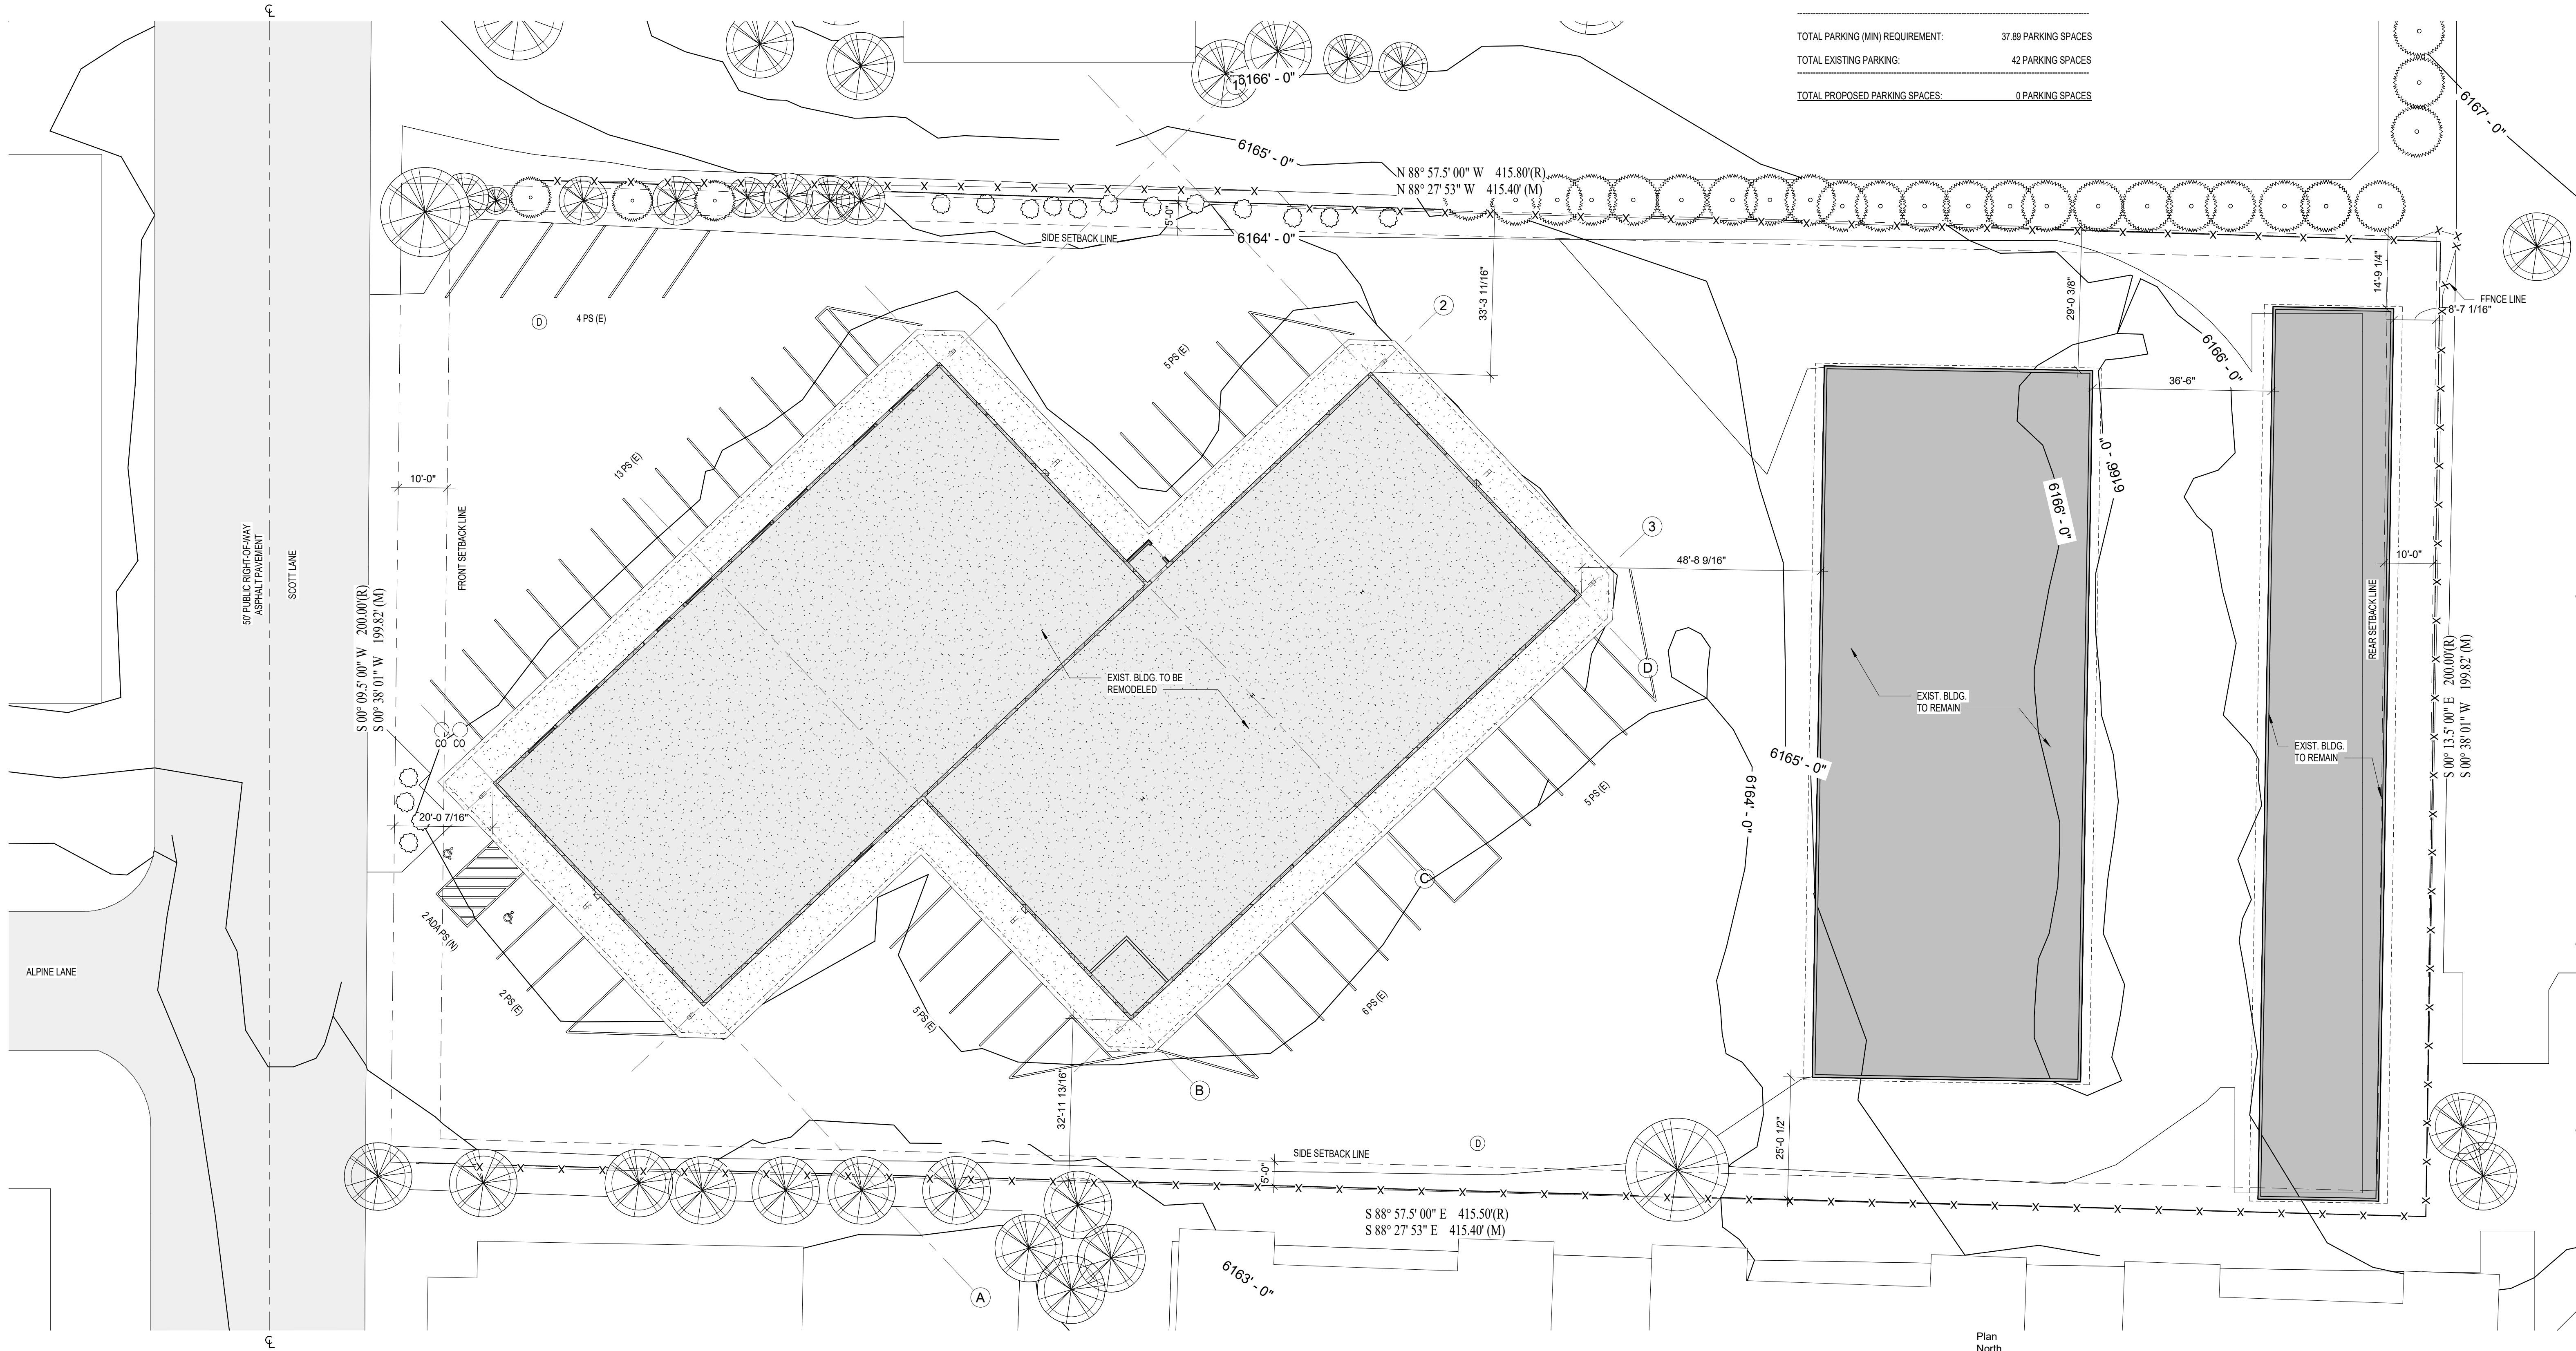 ℄
TOTAL PARKING (MIN) REQUIREMENT: 37.89 PARKING SPACES
TOTAL EXISTING PARKING: 42 PARKING SPACES
TOTAL PROPOSED PARKING SPACES: 0 PARKING SPACES
1
6166' - 0"
6167' - 0"
6165' - 0"
N 88° 57.5' 00" W 415.80'(R)
N 88° 27' 53" W 415.40' (M)
5'-0"
SIDE SETBACK LINE
6164' - 0"
33'-3 11/16"
29'-0 3/8"
14'-9 1/4"
FFNCE LINE
8'-7 1/16"
2
D
4 PS (E)
5 PS (E)
6166' - 0"
36'-6"
13 PS (E)
10'-0"
FRONT SETBACK LINE
50' PUBLIC RIGHT-OF-WAY
ASPHALT PAVEMENT
SCOTT LANE
S 00° 09.5' 00" W 200.00'(R)
S 00° 38' 01" W 199.82' (M)
3
48'-8 9/16"
6166' - 0"
6166' - 0"
10'-0"
REAR SETBACK LINE
S 00° 13.5' 00" E 200.00'(R)
S 00° 38' 01" W 199.82' (M)
D
EXIST. BLDG. TO BE
REMODELED
EXIST. BLDG.
TO REMAIN
EXIST. BLDG.
TO REMAIN
CO CO
6165' - 0"
6164' - 0"
20'-0 7/16"
5 PS (E)
C
2 ADA PS (N)
2 PS (E)
5 PS (E)
6 PS (E)
ALPINE LANE
B
32'-11 13/16"
25'-0 1/2"
D
SIDE SETBACK LINE
5'-0"
S 88° 57.5' 00" E 415.50'(R)
S 88° 27' 53" E 415.40' (M)
6163' - 0"
A
℄
Plan
North